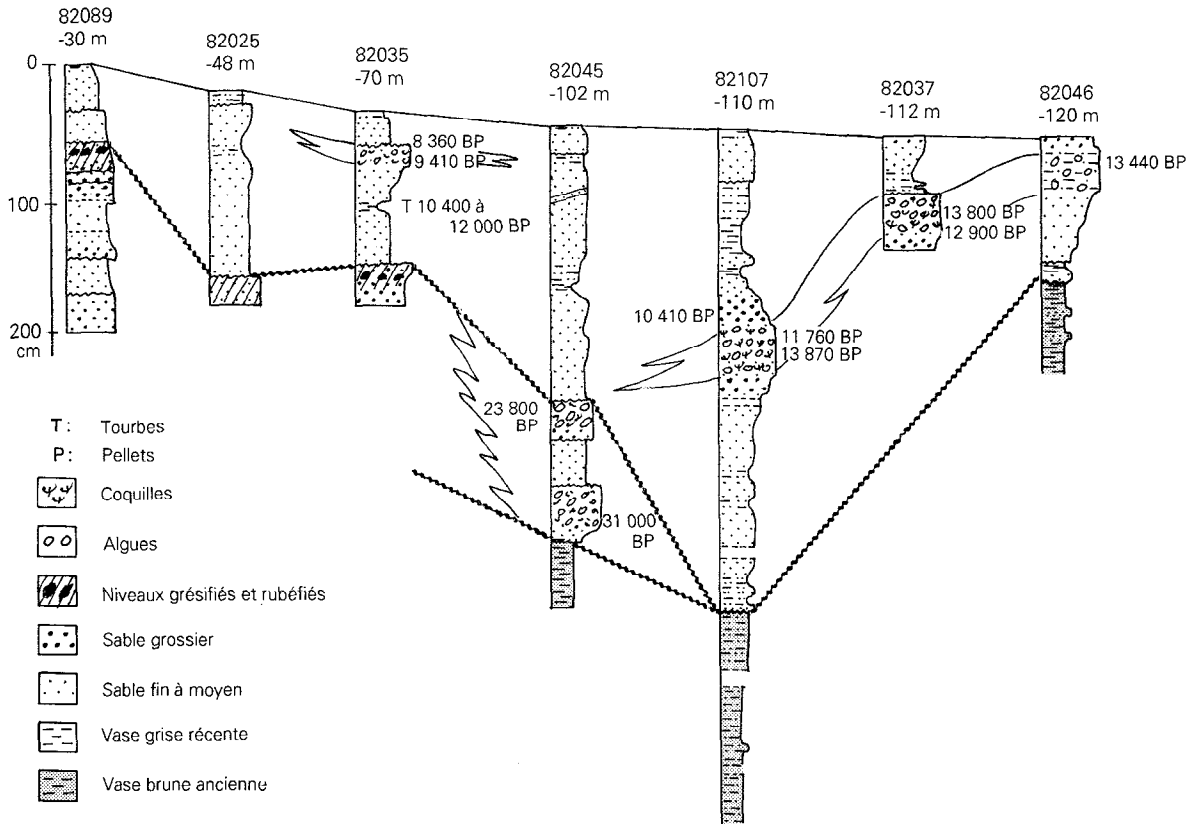 82089
-30 m
82025
-48 m
82035
-70 m
82045
-102 m
82107
-110 m
82037
-112 m
82046
-120 m
0
100
200
cm
8 360 BP
9 410 BP
T 10 400 à
12 000 BP
23 800
BP
31 000
BP
10 410 BP
11 760 BP
13 870 BP
13 800 BP
12 900 BP
13 440 BP
T: Tourbes
P: Pellets
Coquilles
Algues
Niveaux grésifiés et rubéfiés
Sable grossier
Sable fin à moyen
Vase grise récente
Vase brune ancienne